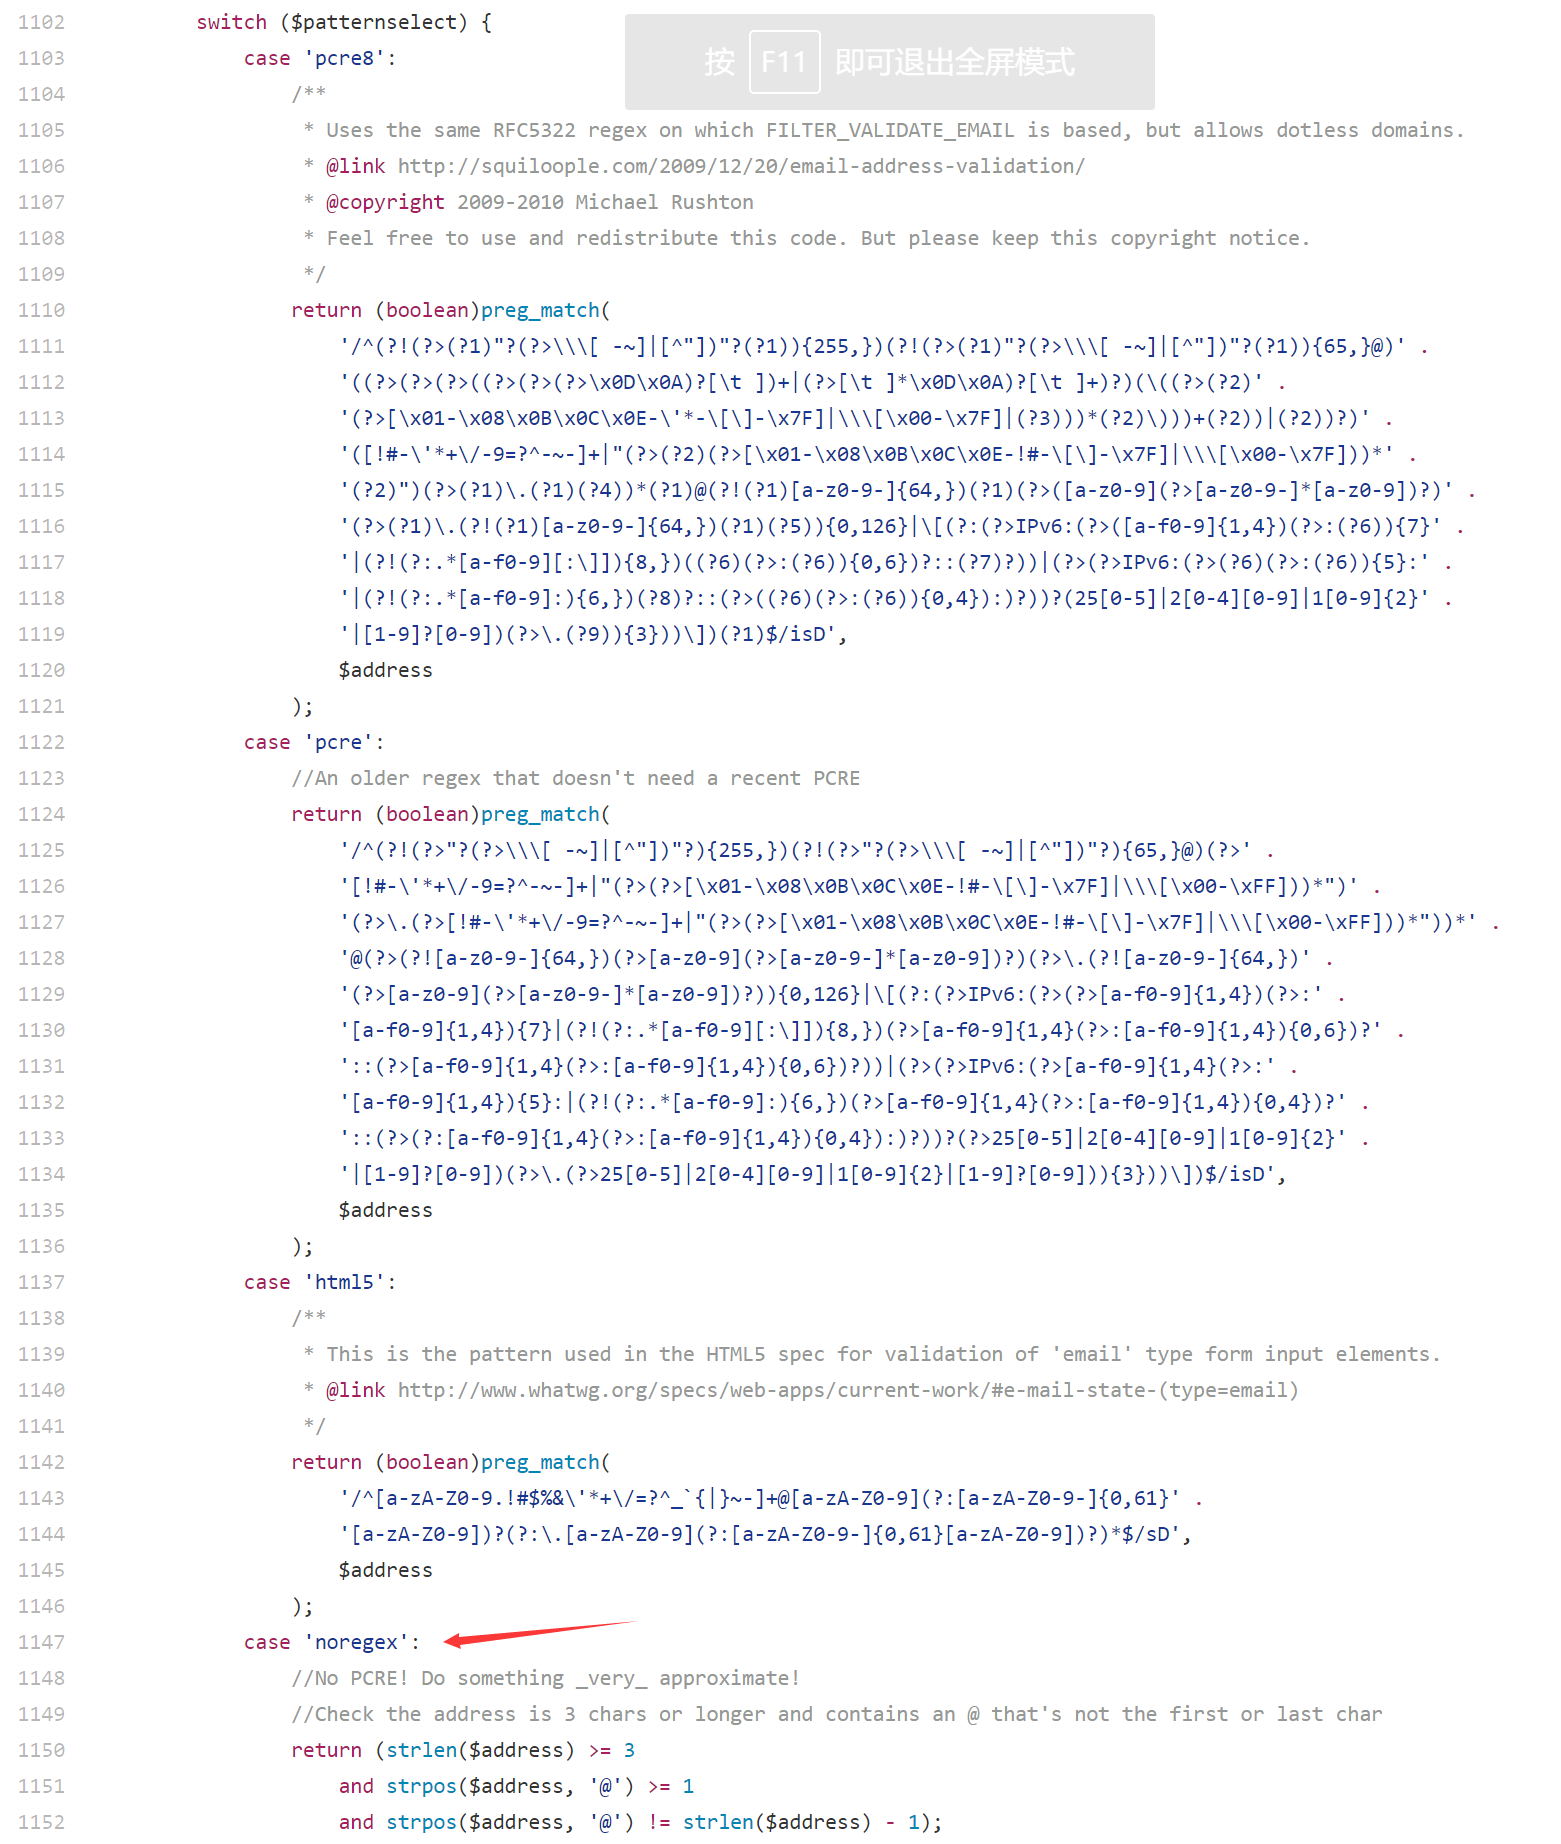 1102 switch ($patternselect) {
1103 case 'pcre8':
按 F11 即可退出全屏模式
1104 /**
1105 * Uses the same RFC5322 regex on which FILTER_VALIDATE_EMAIL is based, but allows dotless domains.
1106 * @link http://squiloople.com/2009/12/20/email-address-validation/
1107 * @copyright 2009-2010 Michael Rushton
1108 * Feel free to use and redistribute this code. But please keep this copyright notice.
1109 */
1110 return (boolean)preg_match(
1111 '/^(?!(?>(?1)"?(?>\\\[ -~]|[^"])"?(?1)){255,})(?!(?>(?1)"?(?>\\\[ -~]|[^"])"?(?1)){65,}@)' .
1112 '((?>(?>(?>((?>(?>(?>\x0D\x0A)?[\t ])+|(?>[\t ]*\x0D\x0A)?[\t ]+)?)(\((?>(?2)' .
1113 '(?>[\x01-\x08\x0B\x0C\x0E-\'*-\[\]-\x7F]|\\\[\x00-\x7F]|(?3)))*(?2)\)))+(?2))|(?2))?)' .
1114 '([!#-\'*+\/-9=?^-~-]+|"(?>(?2)(?>[\x01-\x08\x0B\x0C\x0E-!#-\[\]-\x7F]|\\\[\x00-\x7F]))*' .
1115 '(?2)")(?>(?1)\.(?1)(?4))*(?1)@(?!(?1)[a-z0-9-]{64,})(?1)(?>([a-z0-9](?>[a-z0-9-]*[a-z0-9])?)' .
1116 '(?>(?1)\.(?!(?1)[a-z0-9-]{64,})(?1)(?5)){0,126}|\[(?:(?>IPv6:(?>([a-f0-9]{1,4})(?>:(?6)){7}' .
1117 '|(?!(?:.*[a-f0-9][:\]]){8,})((?6)(?>:(?6)){0,6})?::(?7)?))|(?>(?>IPv6:(?>(?6)(?>:(?6)){5}:' .
1118 '|(?!(?:.*[a-f0-9]:){6,})(?8)?::(?>((?6)(?>:(?6)){0,4}):)?))?(25[0-5]|2[0-4][0-9]|1[0-9]{2}' .
1119 '|[1-9]?[0-9])(?>\.(?9)){3}))\])(?1)$/isD',
1120 $address
1121 );
1122 case 'pcre':
1123 //An older regex that doesn't need a recent PCRE
1124 return (boolean)preg_match(
1125 '/^(?!(?>"?(?>\\\[ -~]|[^"])"?){255,})(?!(?>"?(?>\\\[ -~]|[^"])"?){65,}@)(?>' .
1126 '[!#-\'*+\/-9=?^-~-]+|"(?>(?>[\x01-\x08\x0B\x0C\x0E-!#-\[\]-\x7F]|\\\[\x00-\xFF]))*")' .
1127 '(?>\.(?>[!#-\'*+\/-9=?^-~-]+|"(?>(?>[\x01-\x08\x0B\x0C\x0E-!#-\[\]-\x7F]|\\\[\x00-\xFF]))*"))*' .
1128 '@(?>(?![a-z0-9-]{64,})(?>[a-z0-9](?>[a-z0-9-]*[a-z0-9])?)(?>\.(?![a-z0-9-]{64,})' .
1129 '(?>[a-z0-9](?>[a-z0-9-]*[a-z0-9])?)){0,126}|\[(?:(?>IPv6:(?>(?>[a-f0-9]{1,4})(?>:' .
1130 '[a-f0-9]{1,4}){7}|(?!(?:.*[a-f0-9][:\]]){8,})(?>[a-f0-9]{1,4}(?>:[a-f0-9]{1,4}){0,6})?' .
1131 '::(?>[a-f0-9]{1,4}(?>:[a-f0-9]{1,4}){0,6})?))|(?>(?>IPv6:(?>[a-f0-9]{1,4}(?>:' .
1132 '[a-f0-9]{1,4}){5}:|(?!(?:.*[a-f0-9]:){6,})(?>[a-f0-9]{1,4}(?>:[a-f0-9]{1,4}){0,4})?' .
1133 '::(?>(?:[a-f0-9]{1,4}(?>:[a-f0-9]{1,4}){0,4}):)?))?(?>25[0-5]|2[0-4][0-9]|1[0-9]{2}' .
1134 '|[1-9]?[0-9])(?>\.(?>25[0-5]|2[0-4][0-9]|1[0-9]{2}|[1-9]?[0-9])){3}))\])$/isD',
1135 $address
1136 );
1137 case 'html5':
1138 /**
1139 * This is the pattern used in the HTML5 spec for validation of 'email' type form input elements.
1140 * @link http://www.whatwg.org/specs/web-apps/current-work/#e-mail-state-(type=email)
1141 */
1142 return (boolean)preg_match(
1143 '/^[a-zA-Z0-9.!#$%&\'*+\/=?^_`{|}~-]+@[a-zA-Z0-9](?:[a-zA-Z0-9-]{0,61}' .
1144 '[a-zA-Z0-9])?(?:\.[a-zA-Z0-9](?:[a-zA-Z0-9-]{0,61}[a-zA-Z0-9])?)*$/sD',
1145 $address
1146 );
1147 case 'noregex':
1148 //No PCRE! Do something _very_ approximate!
1149 //Check the address is 3 chars or longer and contains an @ that's not the first or last char
1150 return (strlen($address) >= 3
1151 and strpos($address, '@') >= 1
1152 and strpos($address, '@') != strlen($address) - 1);